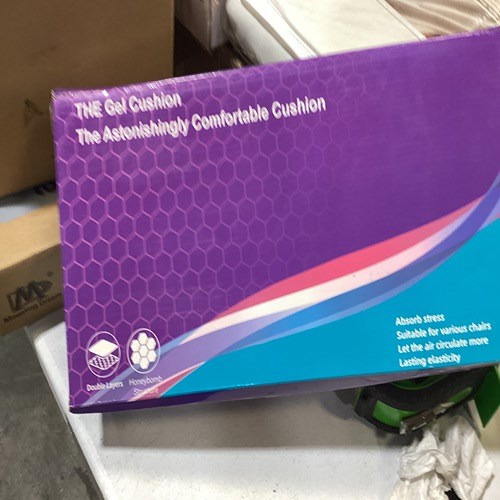 THE Gel Cushion
The Astonishingly Comfortable Cushion
Absorb stress
Suitable for various chairs
Let the air circulate more
Lasting elasticity
Double Layers
Honeybomb